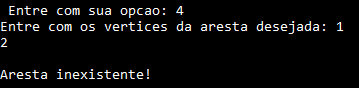 Entre com sua opcao: 4
Entre com os vertices da aresta desejada: 1
2
Aresta inexistente!